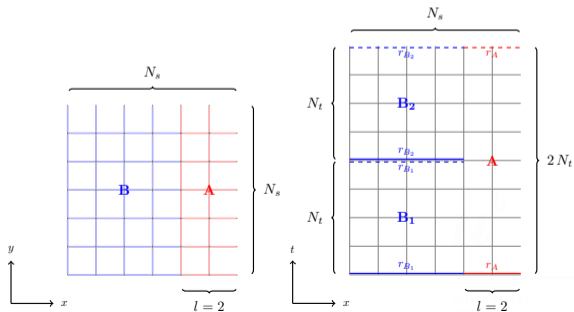 N_s
B
A
N_s
y
x
l = 2
N_s
r_{B_2}
r_A
N_t
B_2
r_{B_2}
A
2 N_t
r_{B_1}
N_t
B_1
t
r_{B_1}
r_A
x
l = 2